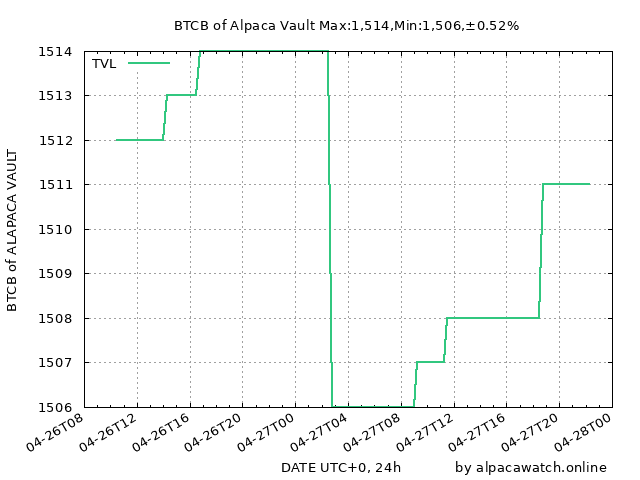 BTCB of Alpaca Vault Max:1,514,Min:1,506,±0.52%
TVL
BTCB of ALAPACA VAULT
1514
1513
1512
1511
1510
1509
1508
1507
1506
04-26T08
04-26T12
04-26T16
04-26T20
04-27T00
04-27T04
04-27T08
04-27T12
04-27T16
04-27T20
04-28T00
DATE UTC+0, 24h by alpacawatch.online